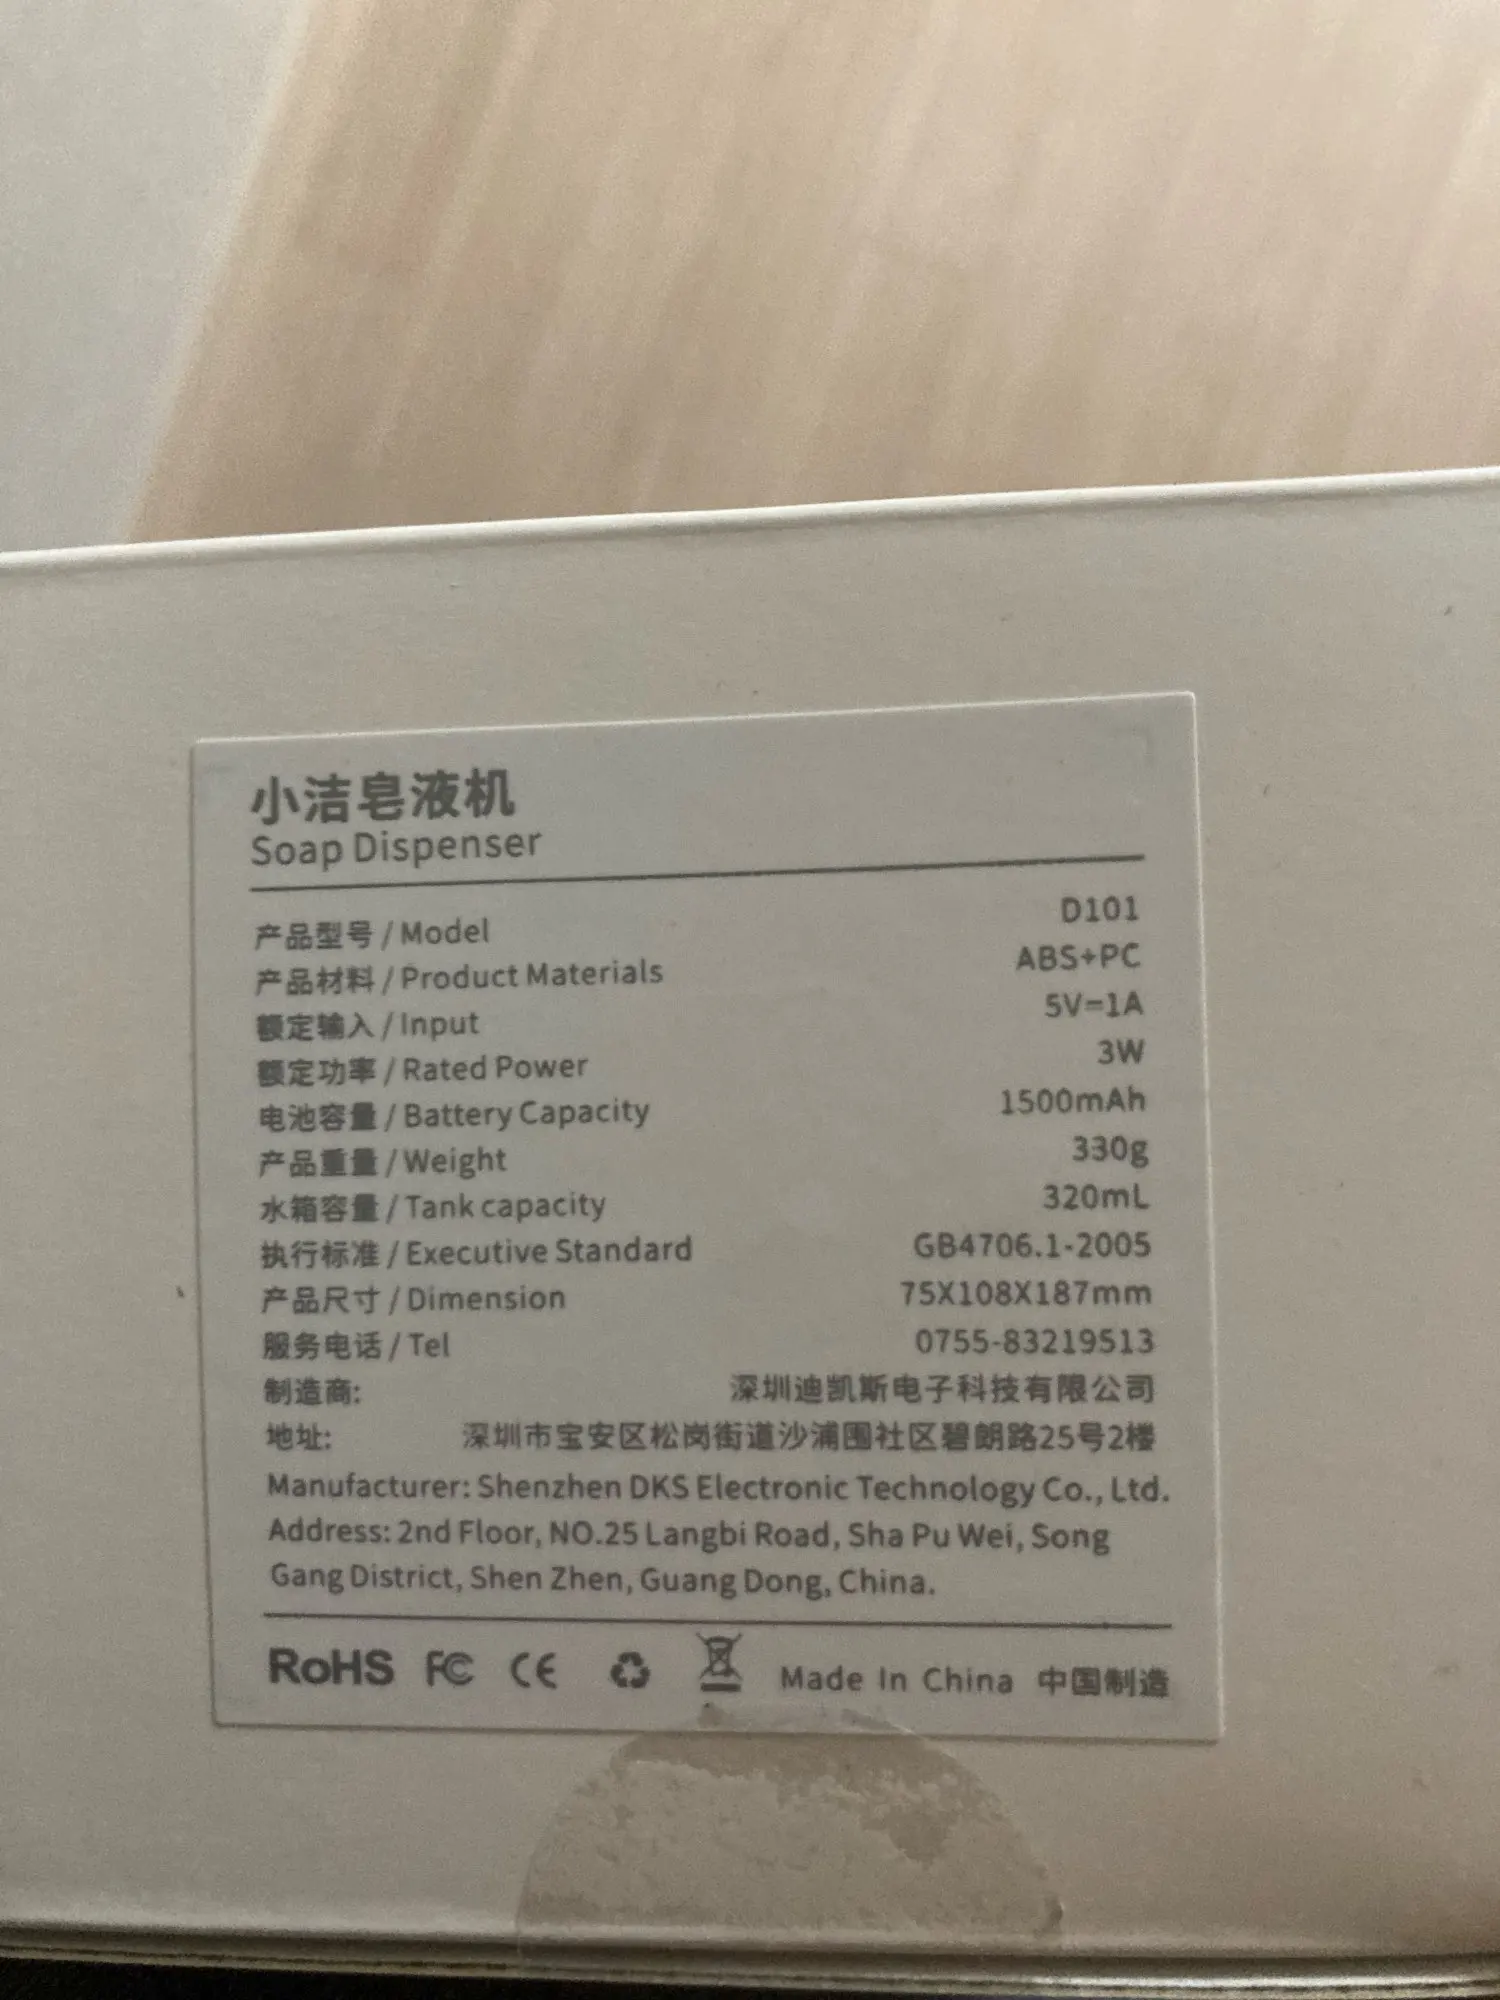 小洁皂液机
Soap Dispenser
产品型号 / Model D101
产品材料 / Product Materials ABS+PC
额定输入 / Input 5V=1A
额定功率 / Rated Power 3W
电池容量 / Battery Capacity 1500mAh
产品重量 / Weight 330g
水箱容量 / Tank capacity 320mL
执行标准 / Executive Standard GB4706.1-2005
产品尺寸 / Dimension 75X108X187mm
服务电话 / Tel 0755-83219513
制造商: 深圳迪凯斯电子科技有限公司
地址: 深圳市宝安区松岗街道沙浦围社区碧朗路25号2楼
Manufacturer: Shenzhen DKS Electronic Technology Co., Ltd.
Address: 2nd Floor, NO.25 Langbi Road, Sha Pu Wei, Song
Gang District, Shen Zhen, Guang Dong, China.
RoHS FC CE Made In China 中国制造